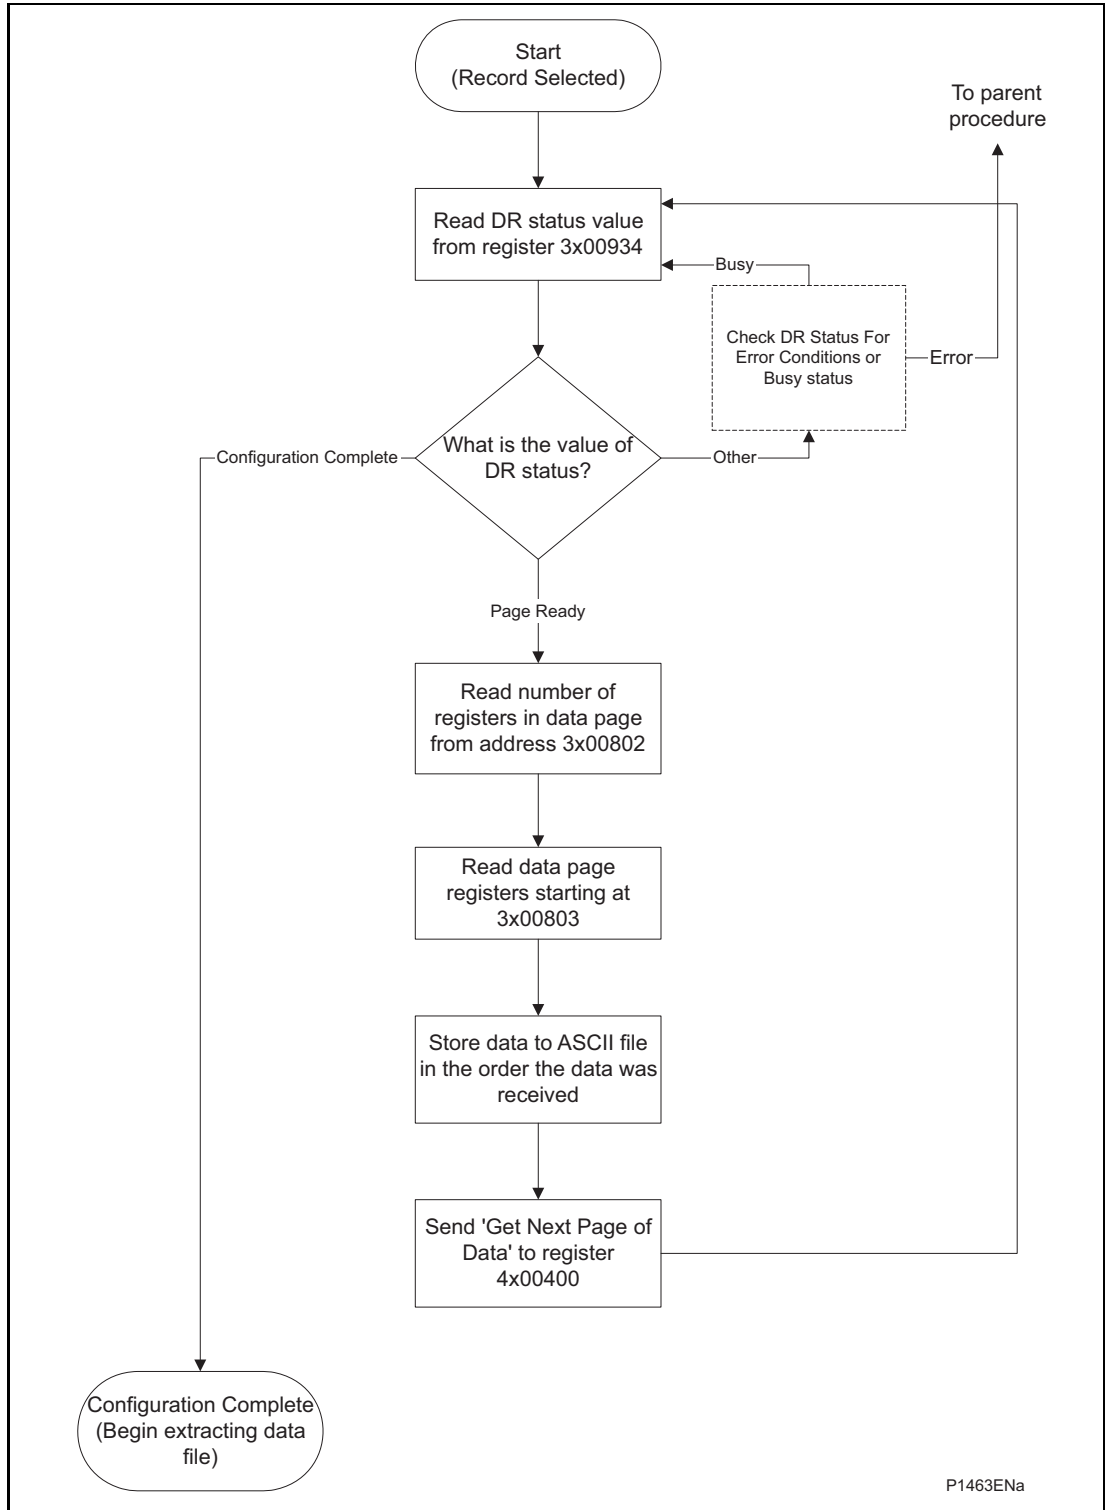 Start
(Record Selected)
To parent
procedure
Read DR status value
from register 3x00934
Busy
Check DR Status For
Error Conditions or
Busy status
Error
What is the value of
DR status?
Configuration Complete
Other
Page Ready
Read number of
registers in data page
from address 3x00802
Read data page
registers starting at
3x00803
Store data to ASCII file
in the order the data was
received
Send 'Get Next Page of
Data' to register
4x00400
Configuration Complete
(Begin extracting data
file)
P1463ENa